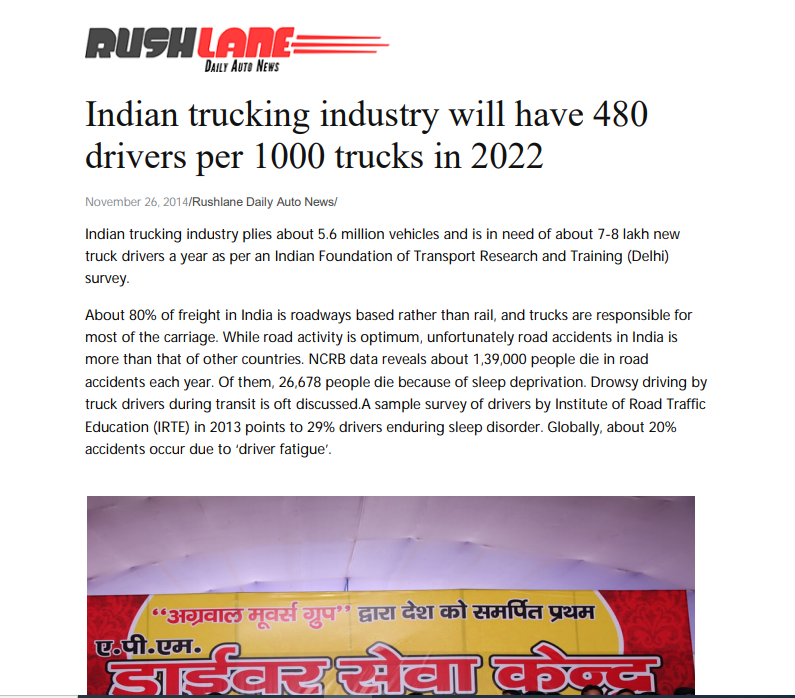 RUSHLANE
DAILY AUTO NEWS
Indian trucking industry will have 480
drivers per 1000 trucks in 2022
November 26, 2014/Rushlane Daily Auto News/
Indian trucking industry plies about 5.6 million vehicles and is in need of about 7-8 lakh new
truck drivers a year as per an Indian Foundation of Transport Research and Training (Delhi)
survey.
About 80% of freight in India is roadways based rather than rail, and trucks are responsible for
most of the carriage. While road activity is optimum, unfortunately road accidents in India is
more than that of other countries. NCRB data reveals about 1,39,000 people die in road
accidents each year. Of them, 26,678 people die because of sleep deprivation. Drowsy driving by
truck drivers during transit is oft discussed.A sample survey of drivers by Institute of Road Traffic
Education (IRTE) in 2013 points to 29% drivers enduring sleep disorder. Globally, about 20%
accidents occur due to ‘driver fatigue’.
“अग्रवाल मूवर्स ग्रुप” द्वारा देश को समर्पित प्रथम
ए.पी.एम.
ड्राईवर सेवा केन्द्र